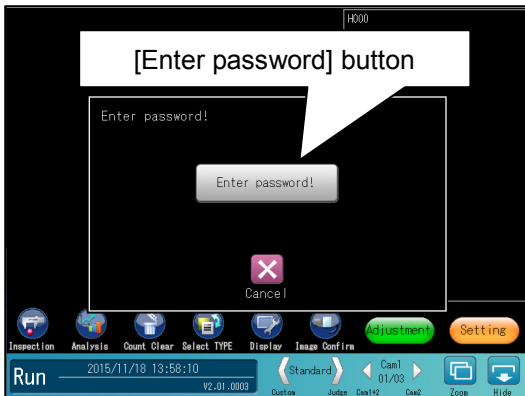 H000
[Enter password] button
Enter password!
Enter password!
Cancel
Inspection Analysis Count Clear Select TYPE Display Image Confirm Adjustment Setting
Run 2015/11/18 13:58:10 Standard Cam1
V2.01.0003 01/03
Custom Judge Cam1+2 Cam2 Zoom Hide